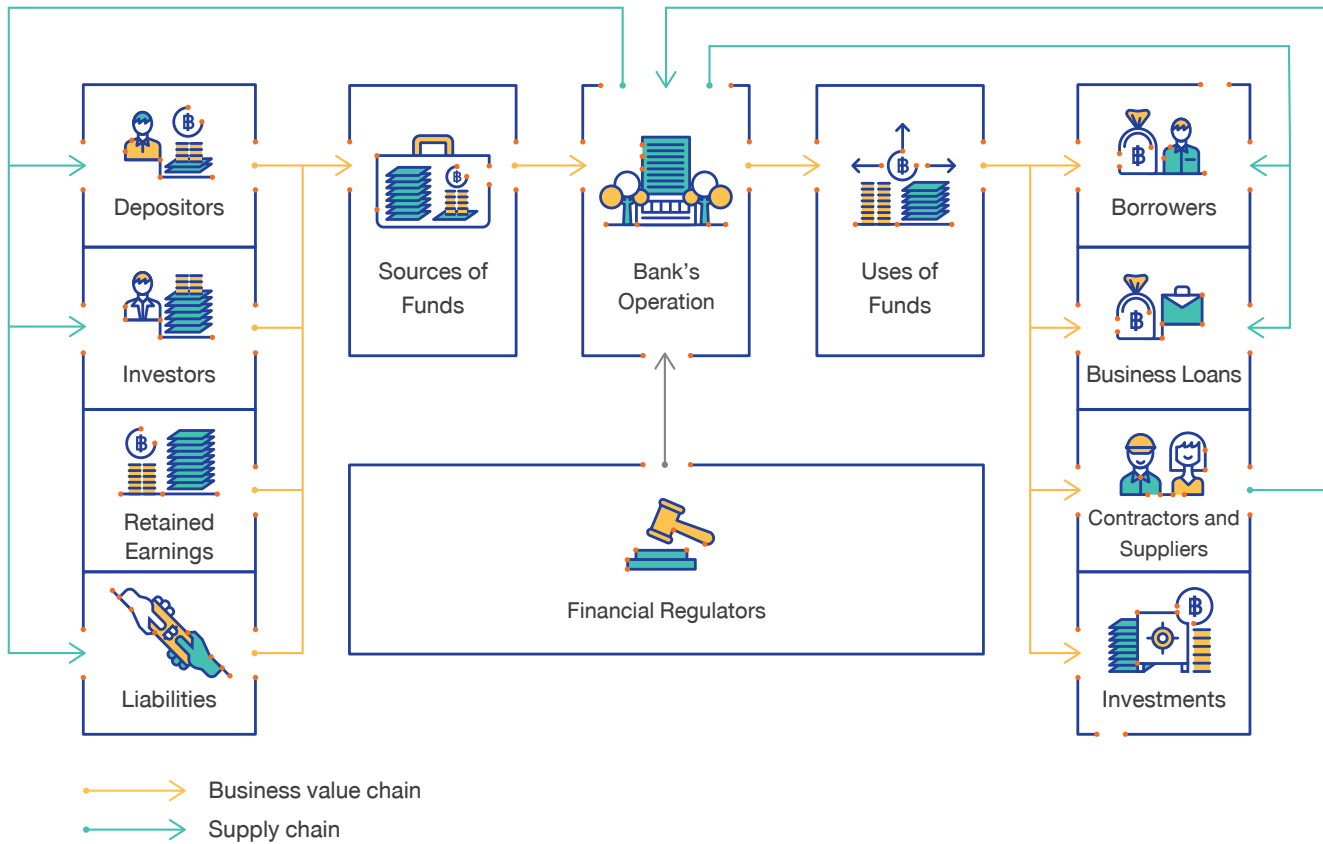 Depositors
Investors
Retained
Earnings
Liabilities
Sources of
Funds
Bank's
Operation
Uses of
Funds
Financial Regulators
Borrowers
Business Loans
Contractors and
Suppliers
Investments
Business value chain
Supply chain